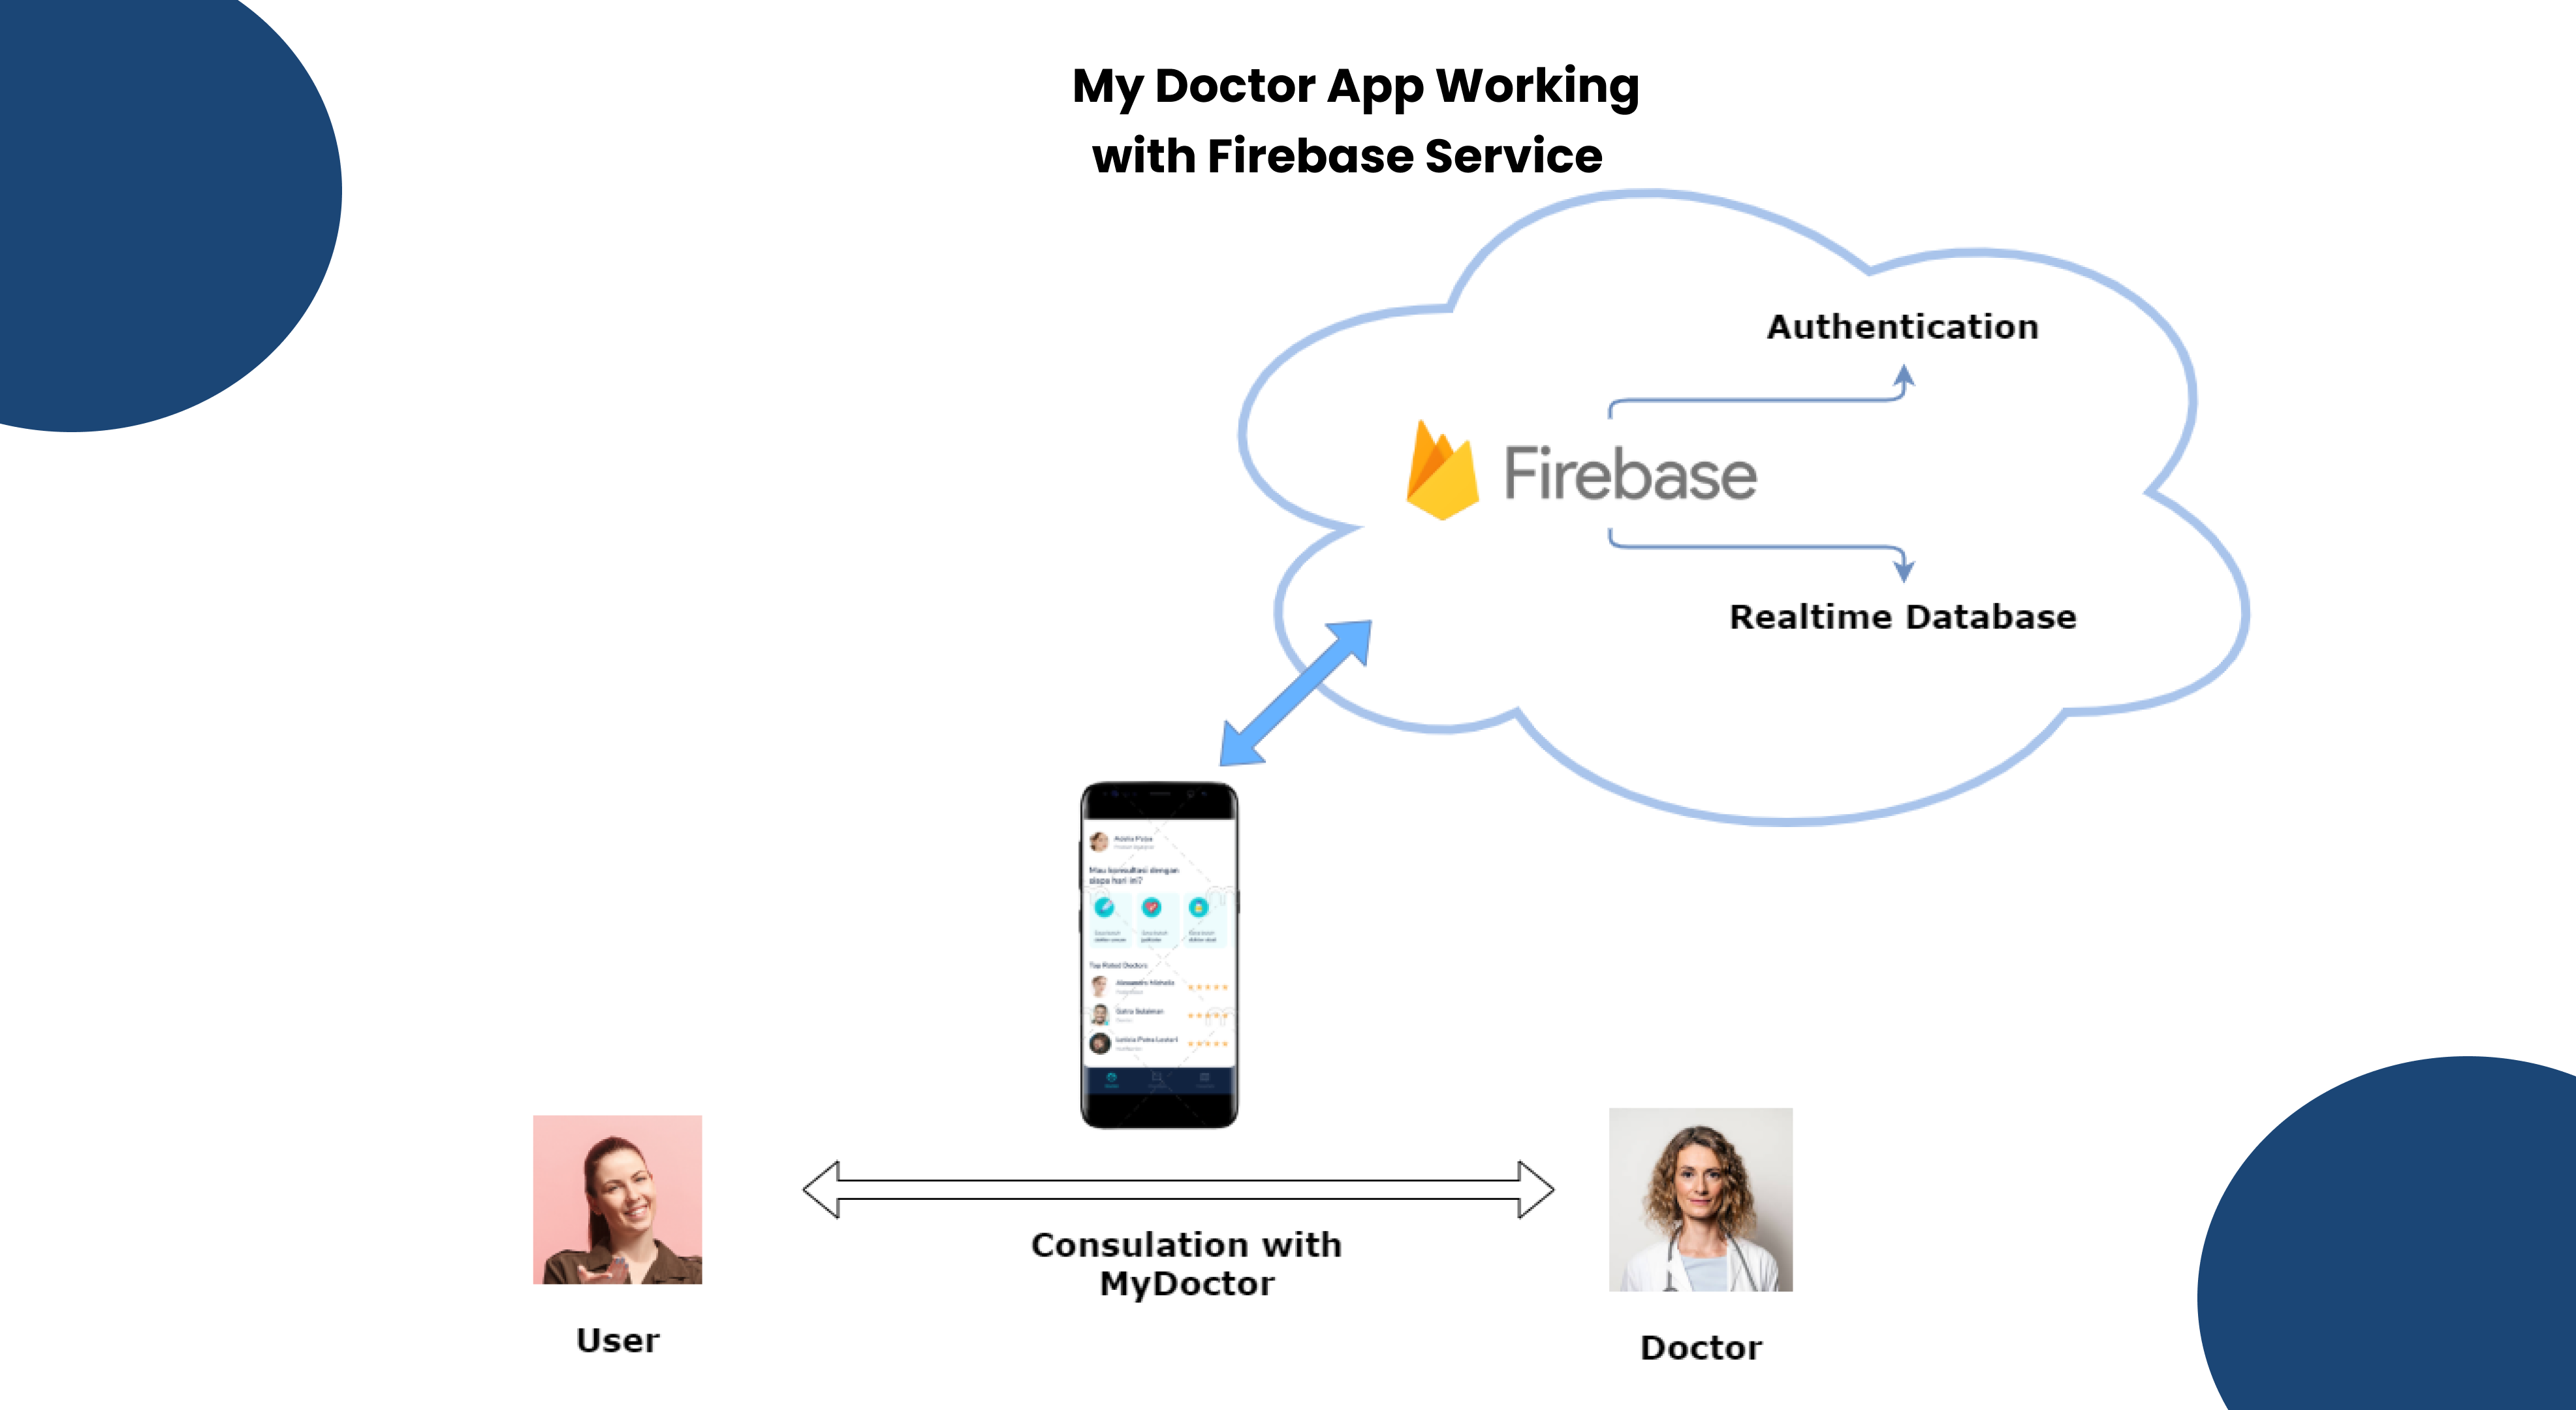 My Doctor App Working
with Firebase Service
Authentication
Firebase
Realtime Database
Mau konsultasi dengan
siapa hari ini?
Top Rated Doctors
Consulation with
MyDoctor
User
Doctor